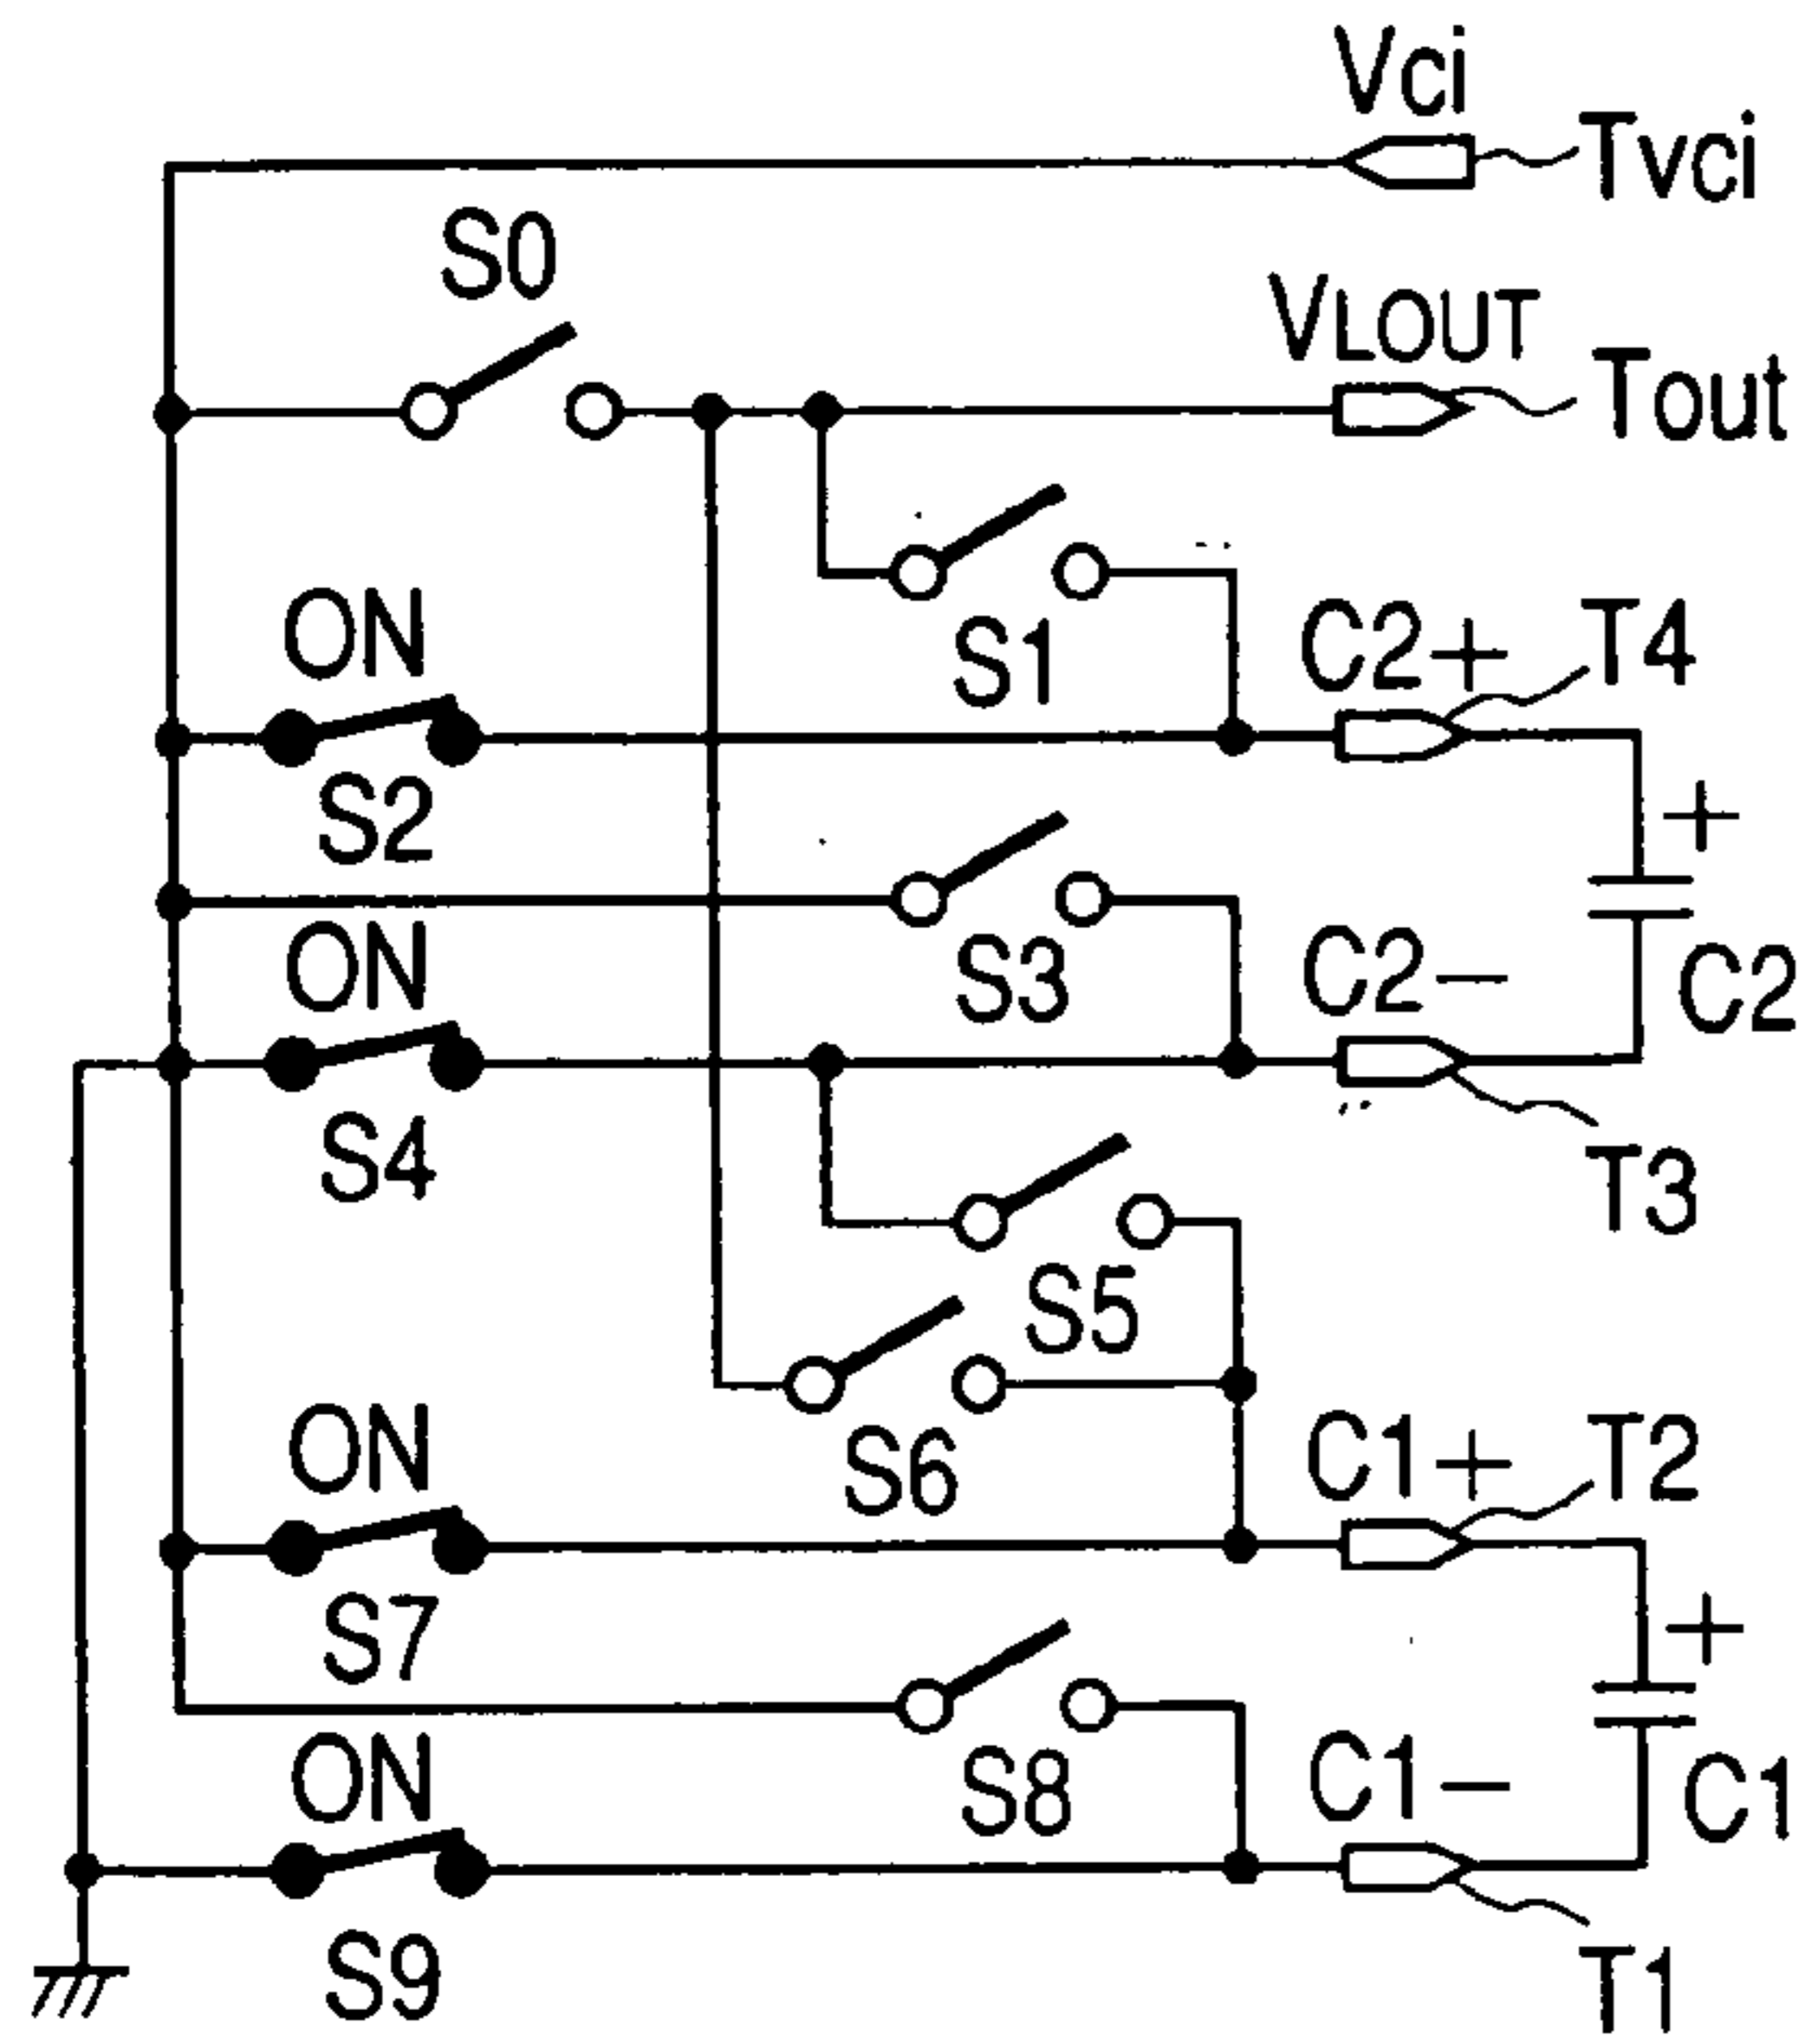 Vci
Tvci
S0
VLOUT
Tout
ON
S1
C2+
T4
S2
+
ON
S3
C2-
C2
S4
T3
S5
ON
S6
C1+
T2
S7
+
ON
S8
C1-
C1
S9
T1